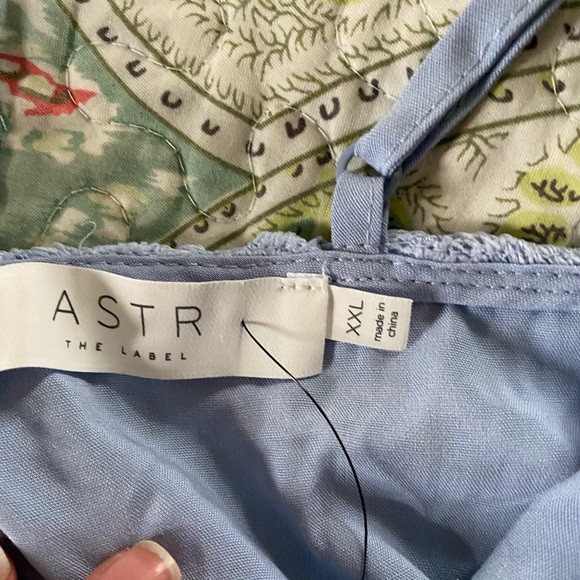 ASTR
THE LABEL
XXL
made in
china